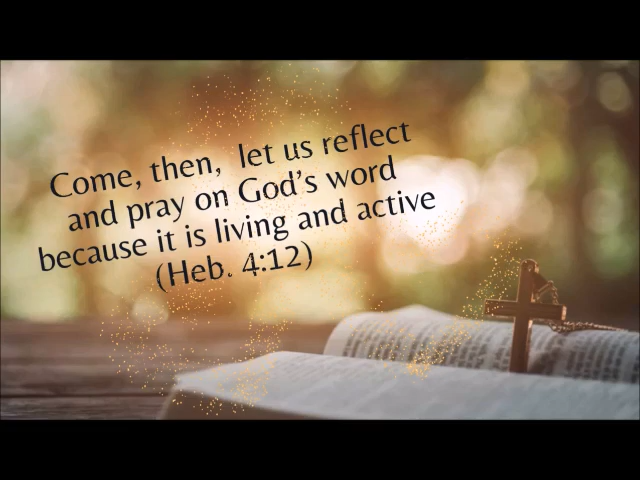 Come, then, let us reflect
and pray on God's word
because it is living and active
(Heb. 4:12)